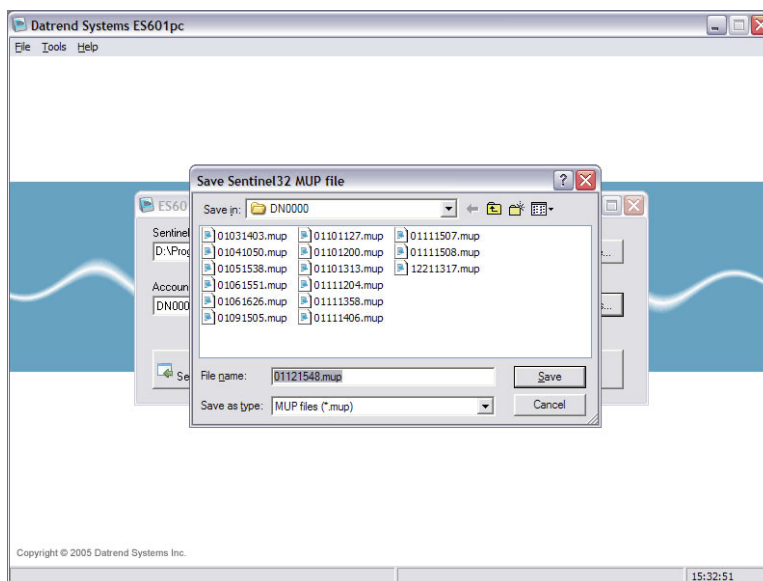 Datrend Systems ES601pc
File Tools Help
Save Sentinel32 MUP file
ES60
Save in: DN0000
Sentinel
D:\Prog
Account
DN000
Se
01031403.mup 01101127.mup 01111507.mup
01041050.mup 01101200.mup 01111508.mup
01051538.mup 01101313.mup 12211317.mup
01061551.mup 01111204.mup
01061626.mup 01111358.mup
01091505.mup 01111406.mup
File name: 01121548.mup Save
Save as type: MUP files (*.mup) Cancel
Copyright © 2005 Datrend Systems Inc.
15:32:51